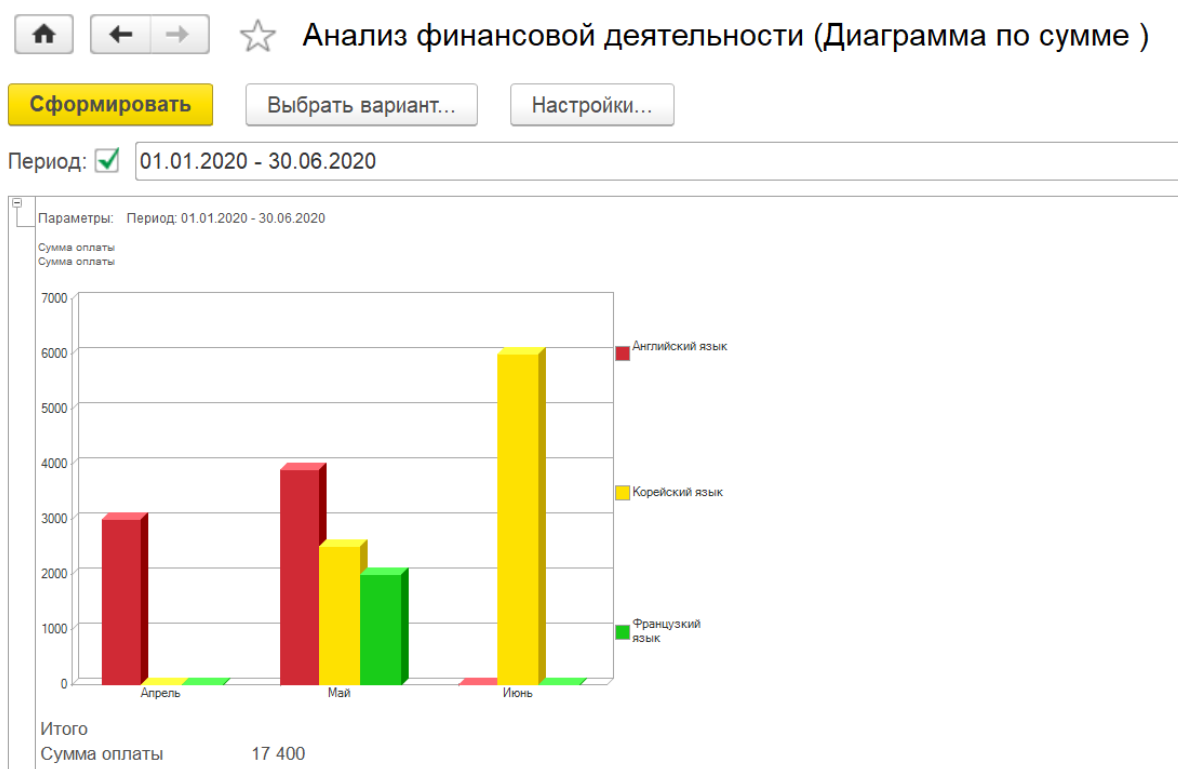 Анализ финансовой деятельности (Диаграмма по сумме )
Сформировать
Выбрать вариант...
Настройки...
Период: 01.01.2020 - 30.06.2020
Параметры: Период: 01.01.2020 - 30.06.2020
Сумма оплаты
Сумма оплаты
7000
6000
5000
4000
3000
2000
1000
0
Апрель
Май
Июнь
Английский язык
Корейский язык
Французкий
язык
Итого
Сумма оплаты 17 400